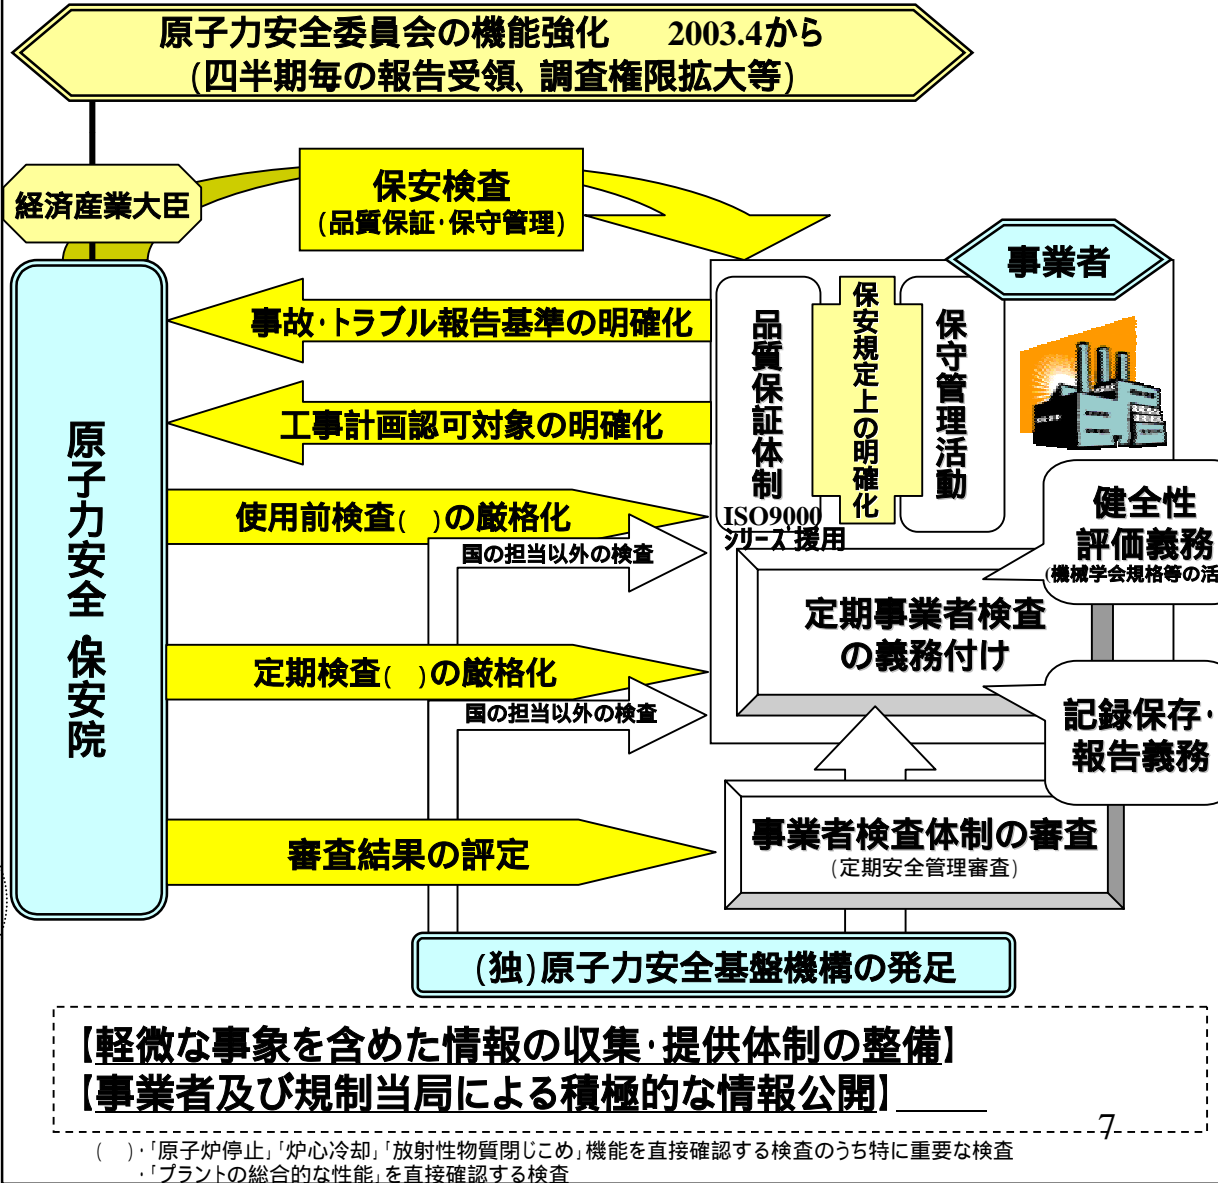 原子力安全委員会の機能強化　2003.4から
(四半期毎の報告受領、調査権限拡大等)
経済産業大臣
保安検査
(品質保証・保守管理)
事業者
原子力安全・保安院
事故・トラブル報告基準の明確化
工事計画認可対象の明確化
品質保証体制
保安規定上の明確化
保守管理活動
ISO9000
シリーズ援用
使用前検査(　)の厳格化
国の担当以外の検査
健全性
評価義務
(機械学会規格等の活
定期事業者検査
の義務付け
定期検査(　)の厳格化
国の担当以外の検査
記録保存・
報告義務
審査結果の評定
事業者検査体制の審査
(定期安全管理審査)
(独)原子力安全基盤機構の発足
【軽微な事象を含めた情報の収集・提供体制の整備】
【事業者及び規制当局による積極的な情報公開】
7
(　)・「原子炉停止」「炉心冷却」「放射性物質閉じこめ」機能を直接確認する検査のうち特に重要な検査
・「プラントの総合的な性能」を直接確認する検査